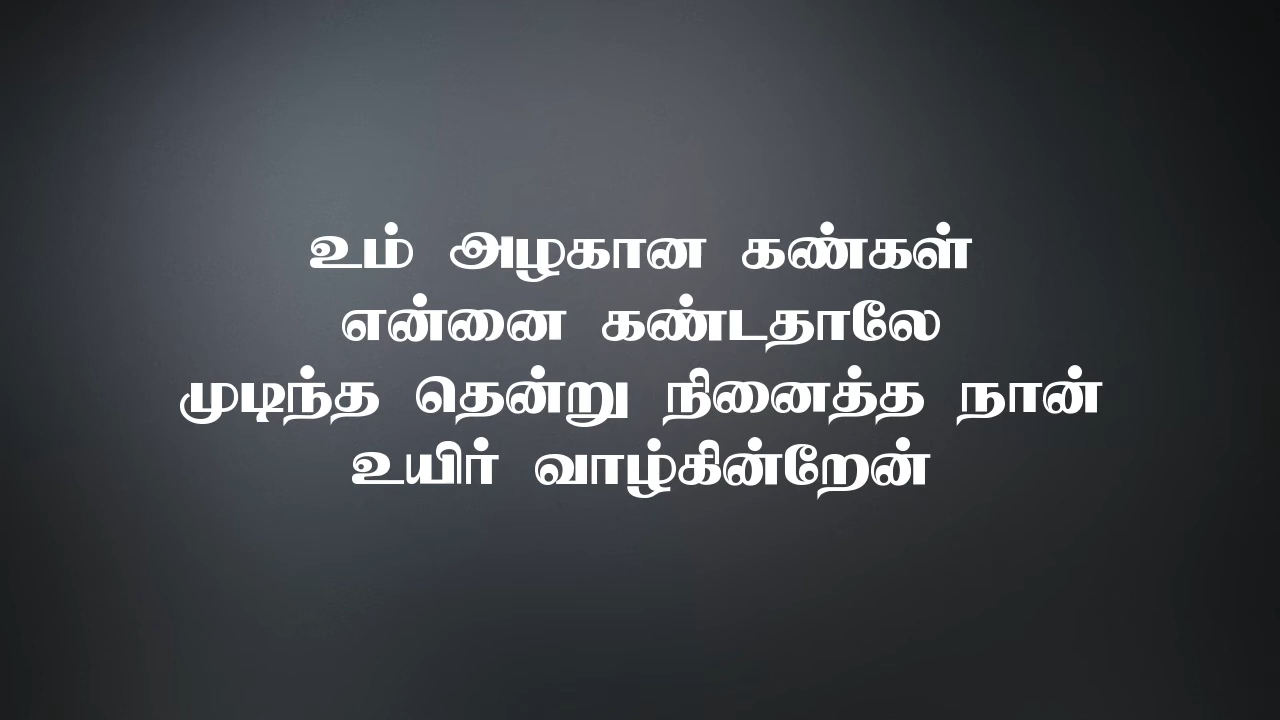 உம் அழகான கண்கள்
என்னை கண்டதாலே
முடிந்த தென்று நினைத்த நான்
உயிர் வாழ்கின்றேன்